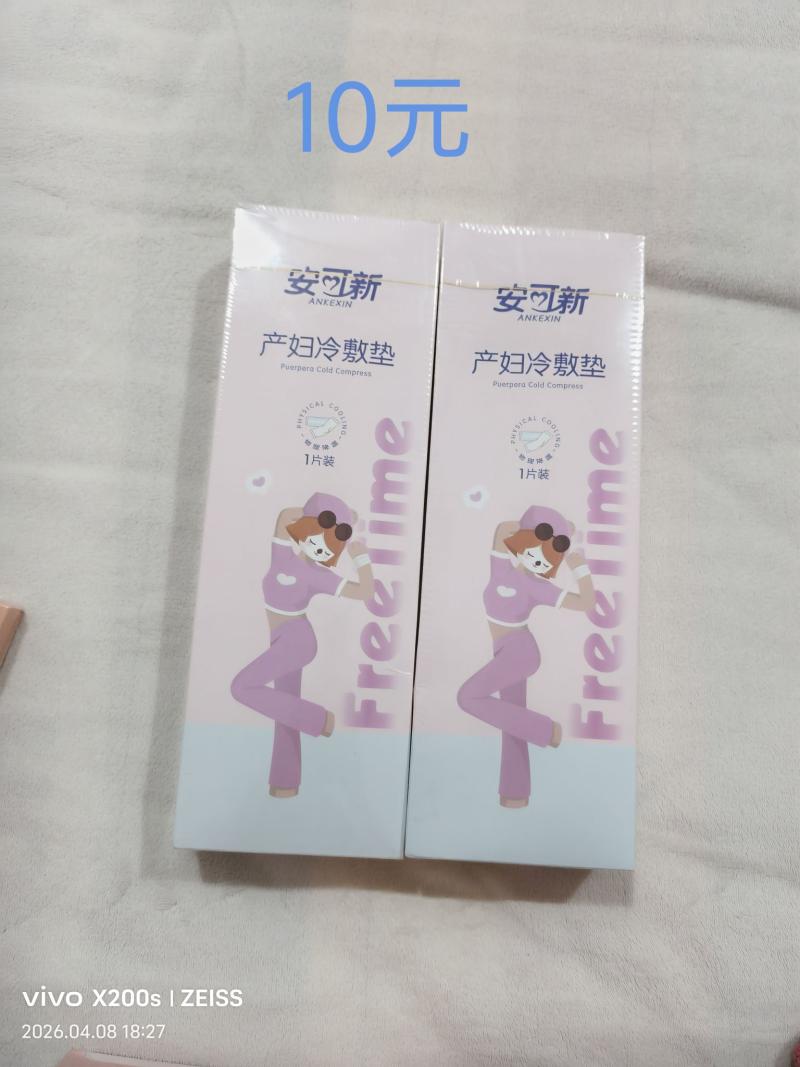 10元
安可新
ANKEXIN
产妇冷敷垫
Puerpera Cold Compress
PHYSICAL COOLING
1片装
FreeTime
安可新
ANKEXIN
产妇冷敷垫
Puerpera Cold Compress
PHYSICAL COOLING
1片装
FreeTime
vivo X200s | ZEISS
2026.04.08 18:27